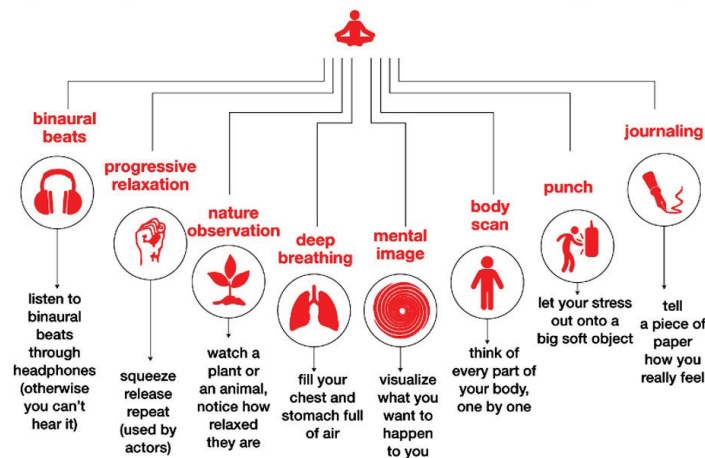 binaural
beats
listen to
binaural
beats
through
headphones
(otherwise
you can't
hear it)
progressive
relaxation
squeeze
release
repeat
(used by
actors)
nature
observation
watch a
plant or
an animal,
notice how
relaxed
they are
deep
breathing
fill your
chest and
stomach full
of air
mental
image
visualize
what you
want to
happen
to you
body
scan
think of
every part of
your body,
one by one
punch
let your stress
out onto a
big soft object
journaling
tell
a piece of
paper
how you
really feel